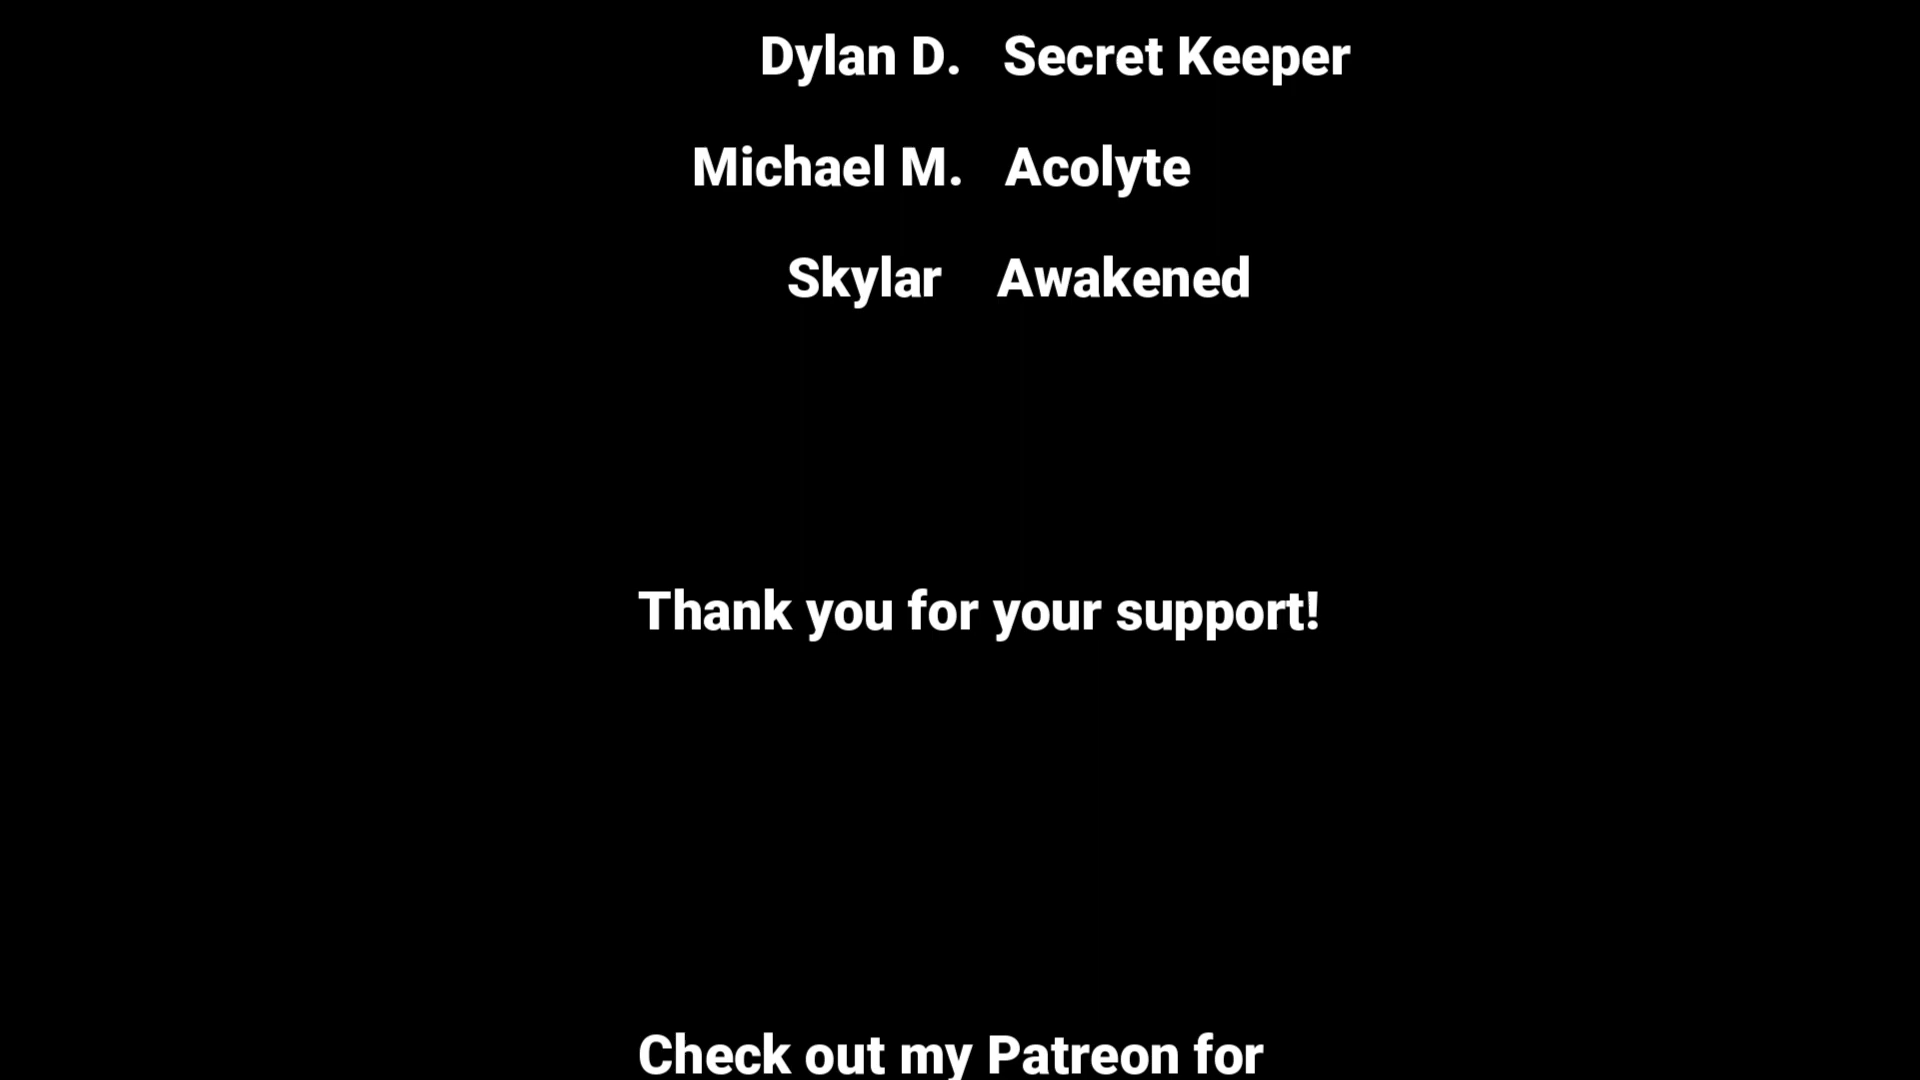 Dylan D. Secret Keeper
Michael M. Acolyte
Skylar Awakened
Thank you for your support!
Check out my Patreon for